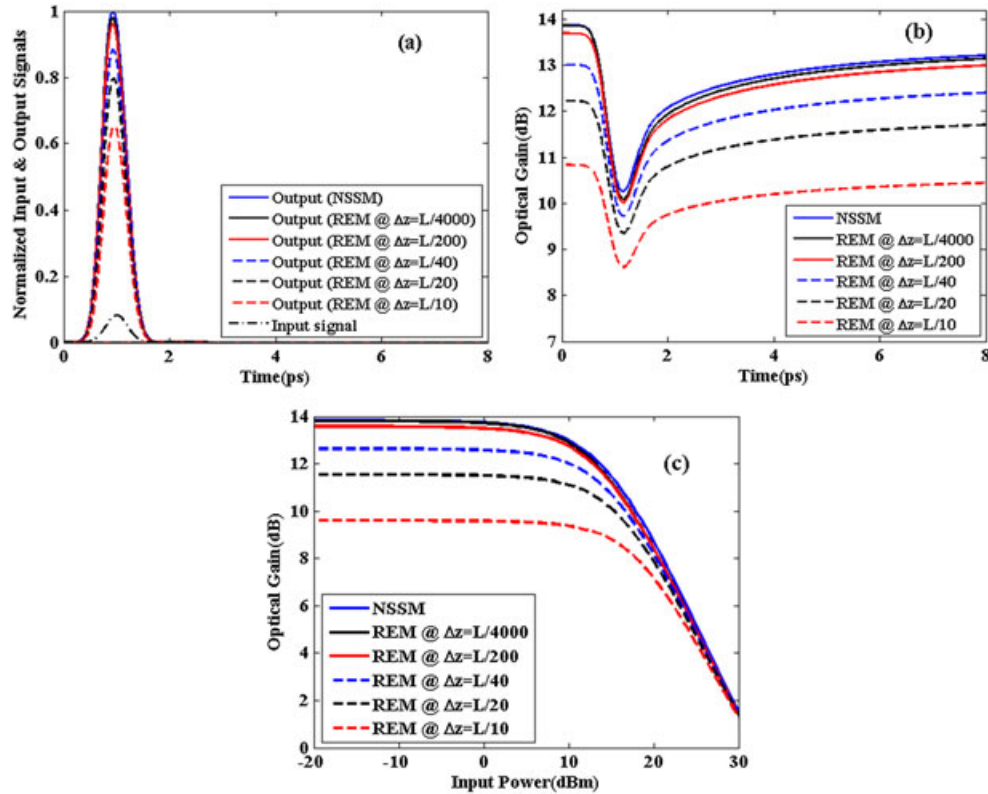 (a)
Normalized Input & Output Signals
1
0.8
0.6
0.4
0.2
0
Output (NSSM)
Output (REM @ Δz=L/4000)
Output (REM @ Δz=L/200)
Output (REM @ Δz=L/40)
Output (REM @ Δz=L/20)
Output (REM @ Δz=L/10)
Input signal
0 2 4 6 8
Time(ps)
(b)
Optical Gain(dB)
14
13
12
11
10
9
8
7
NSSM
REM @ Δz=L/4000
REM @ Δz=L/200
REM @ Δz=L/40
REM @ Δz=L/20
REM @ Δz=L/10
0 2 4 6 8
Time(ps)
(c)
Optical Gain(dB)
14
12
10
8
6
4
2
0
NSSM
REM @ Δz=L/4000
REM @ Δz=L/200
REM @ Δz=L/40
REM @ Δz=L/20
REM @ Δz=L/10
-20 -10 0 10 20 30
Input Power(dBm)